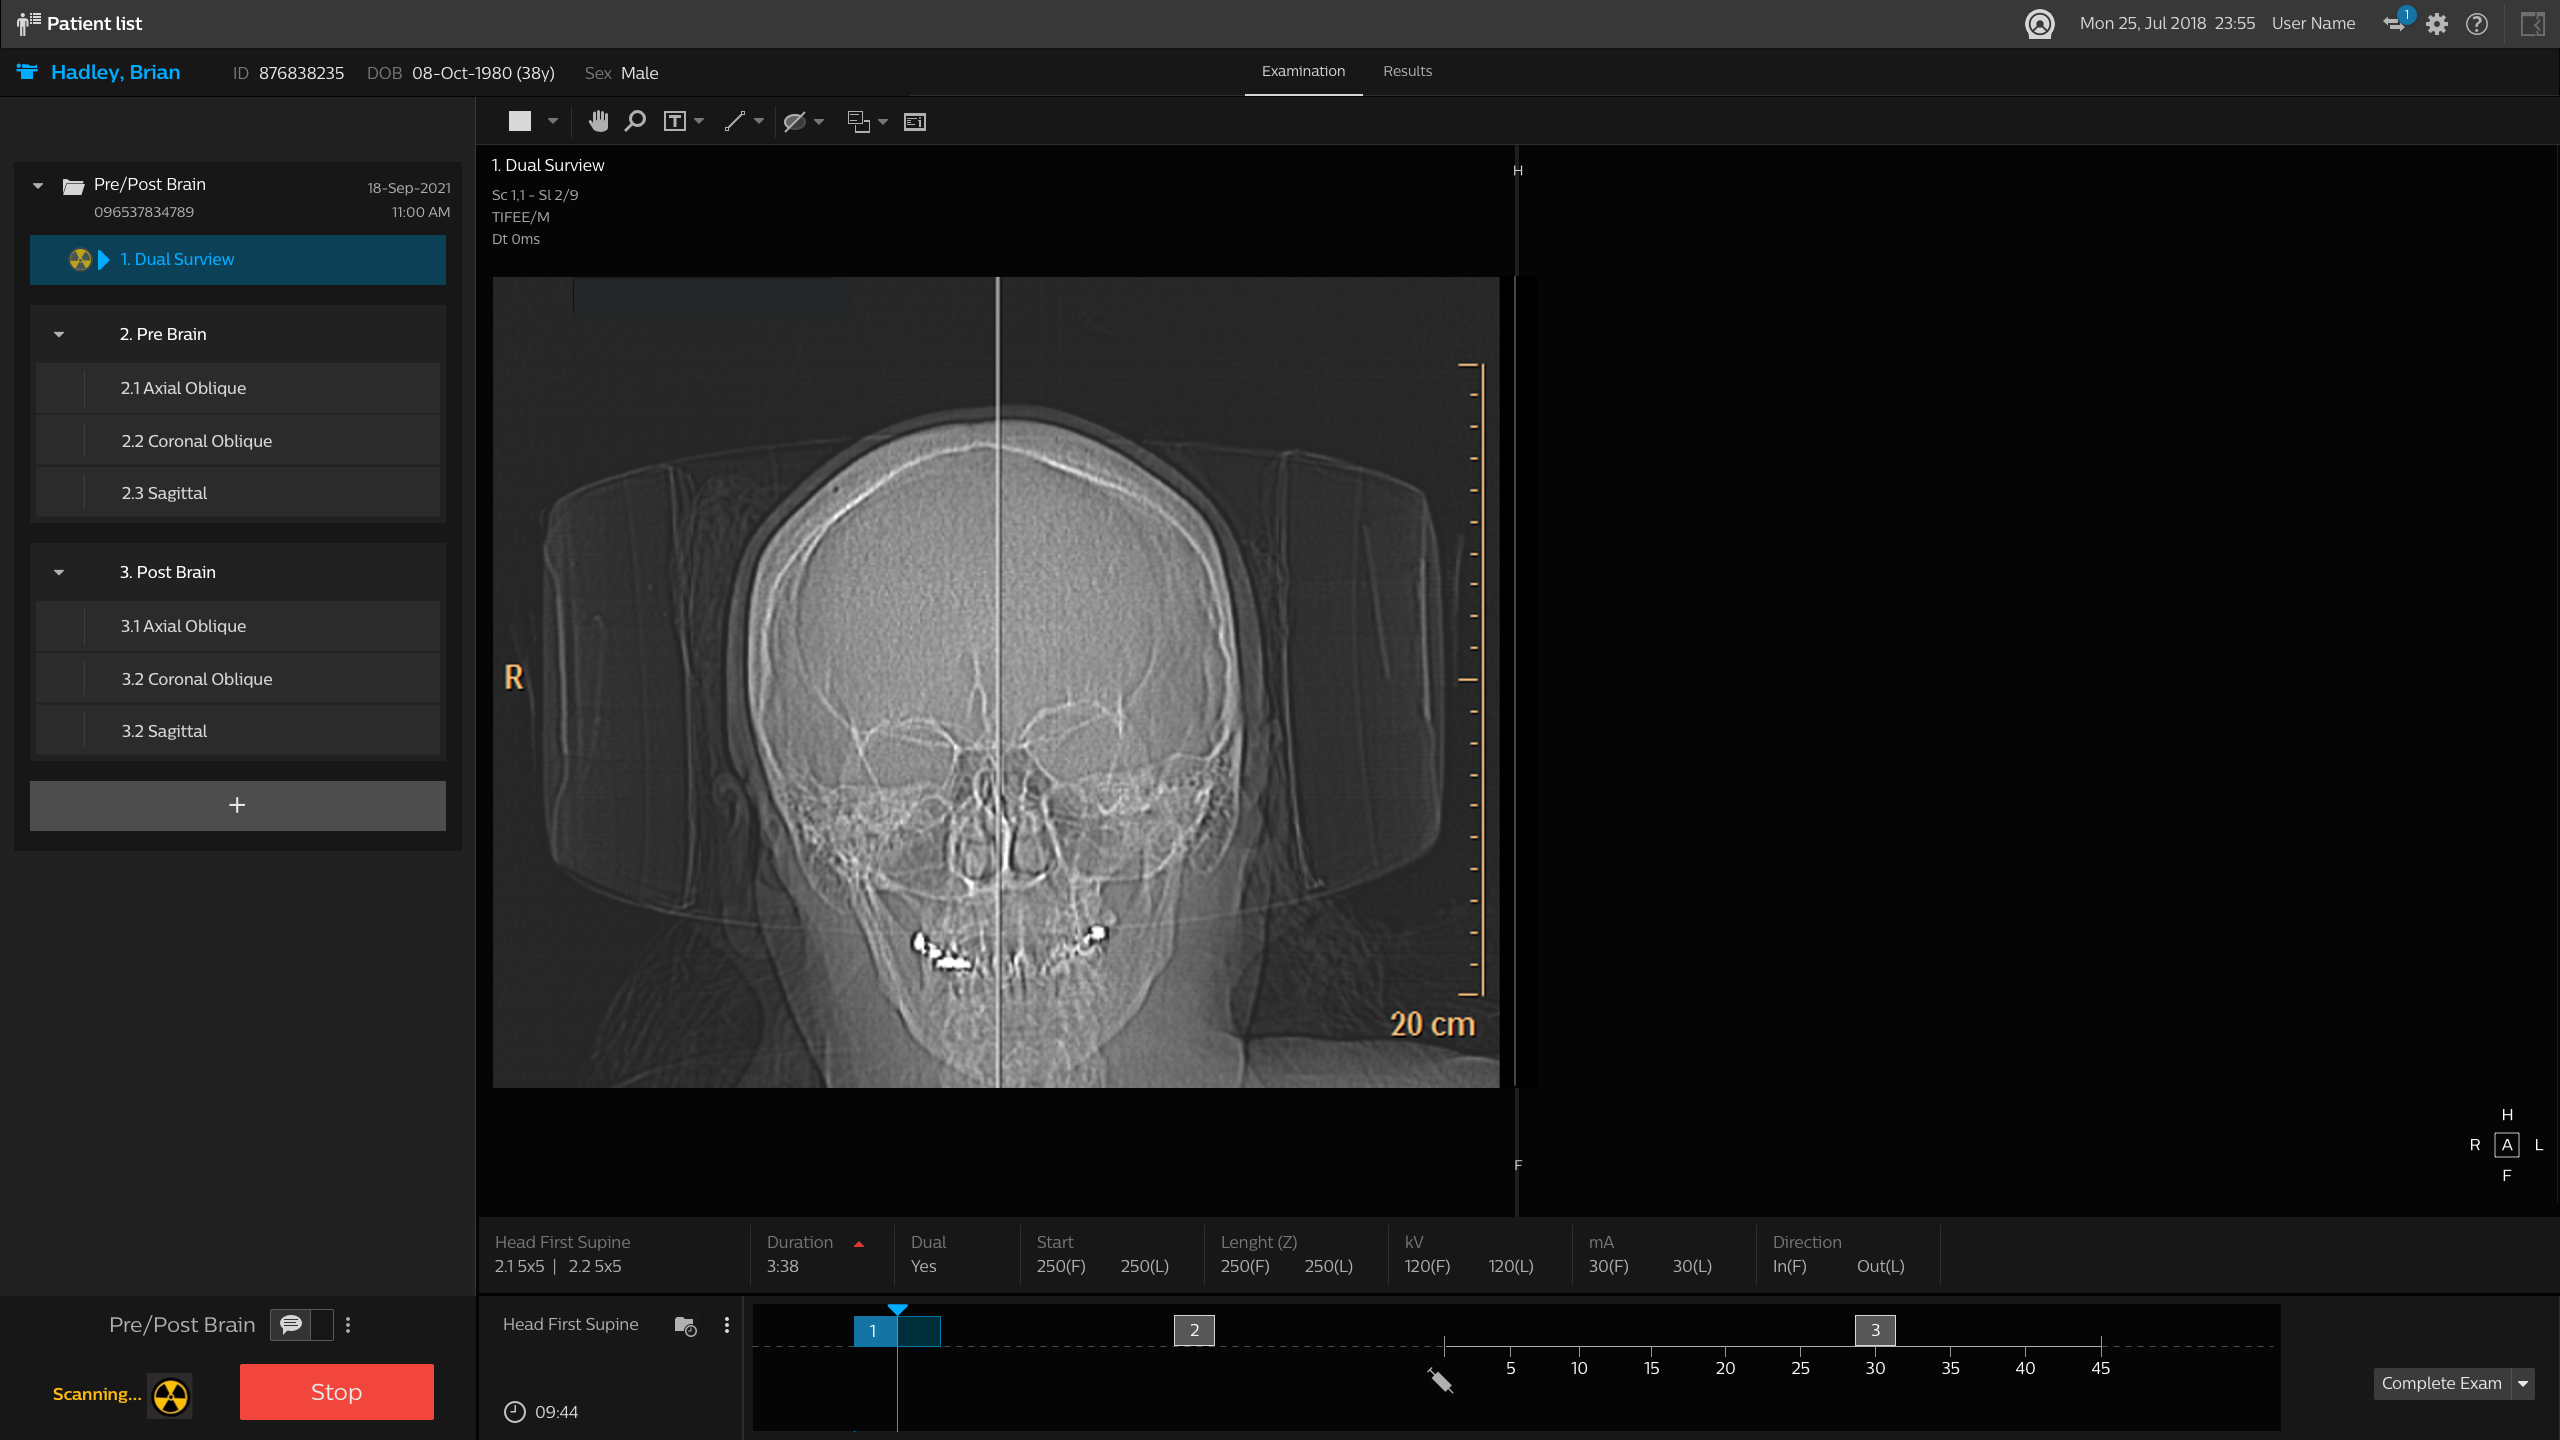 Patient list
Mon 25, Jul 2018 23:55 User Name 1
Hadley, Brian ID 876838235 DOB 08-Oct-1980 (38y) Sex Male
Examination Results
T
Pre/Post Brain 18-Sep-2021
096537834789 11:00 AM
1. Dual Surview
2. Pre Brain
2.1 Axial Oblique
2.2 Coronal Oblique
2.3 Sagittal
3. Post Brain
3.1 Axial Oblique
3.2 Coronal Oblique
3.2 Sagittal
+
1. Dual Surview
Sc 1,1 - Sl 2/9
TIFEE/M
Dt 0ms
H
R
20 cm
F
H
R A L
F
Head First Supine
2.1 5x5 | 2.2 5x5
Duration
3:38
Dual
Yes
Start
250(F) 250(L)
Lenght (Z)
250(F) 250(L)
kV
120(F) 120(L)
mA
30(F) 30(L)
Direction
In(F) Out(L)
Pre/Post Brain
Scanning...
Stop
Head First Supine
09:44
1 2 3
5 10 15 20 25 30 35 40 45
Complete Exam